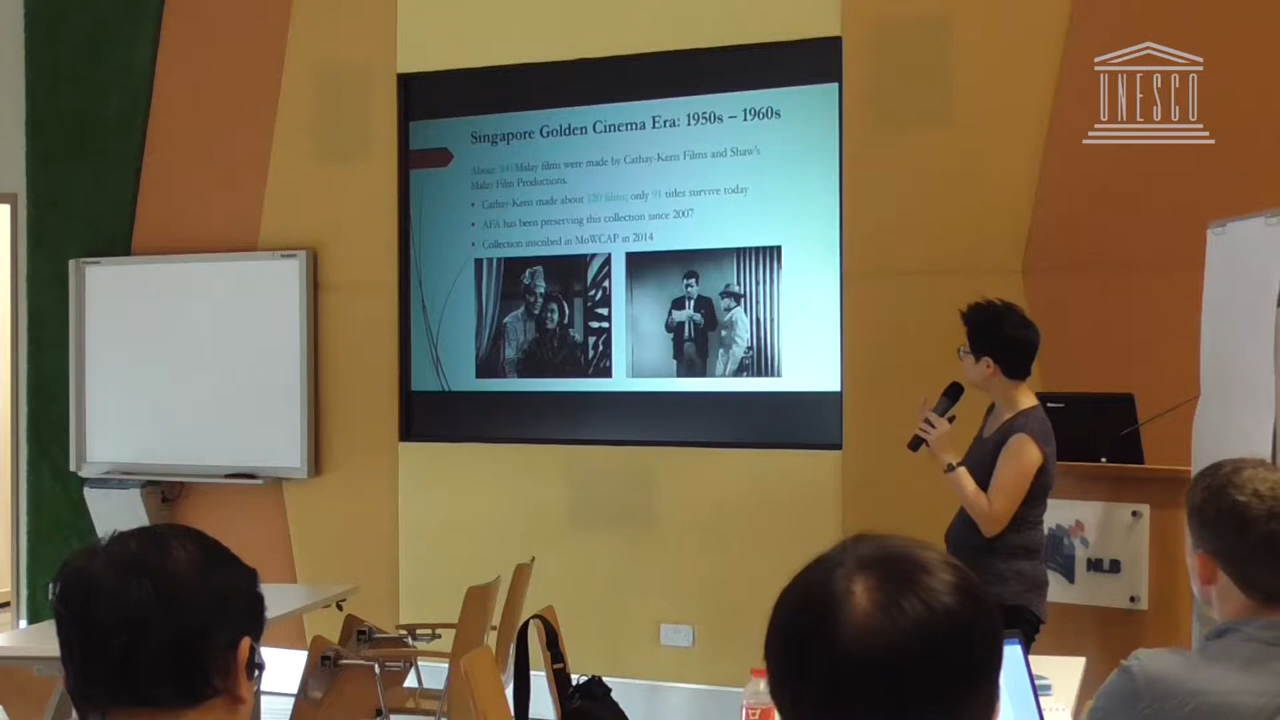 UNESCO
Singapore Golden Cinema Era: 1950s – 1960s
About 300 Malay films were made by Cathay-Keris Films and Shaw's
Malay Film Productions.
• Cathay-Keris made about 120 films; only 91 titles survive today
• AFA has been preserving this collection since 2007
• Collection inscribed in MoWCAP in 2014
NLB